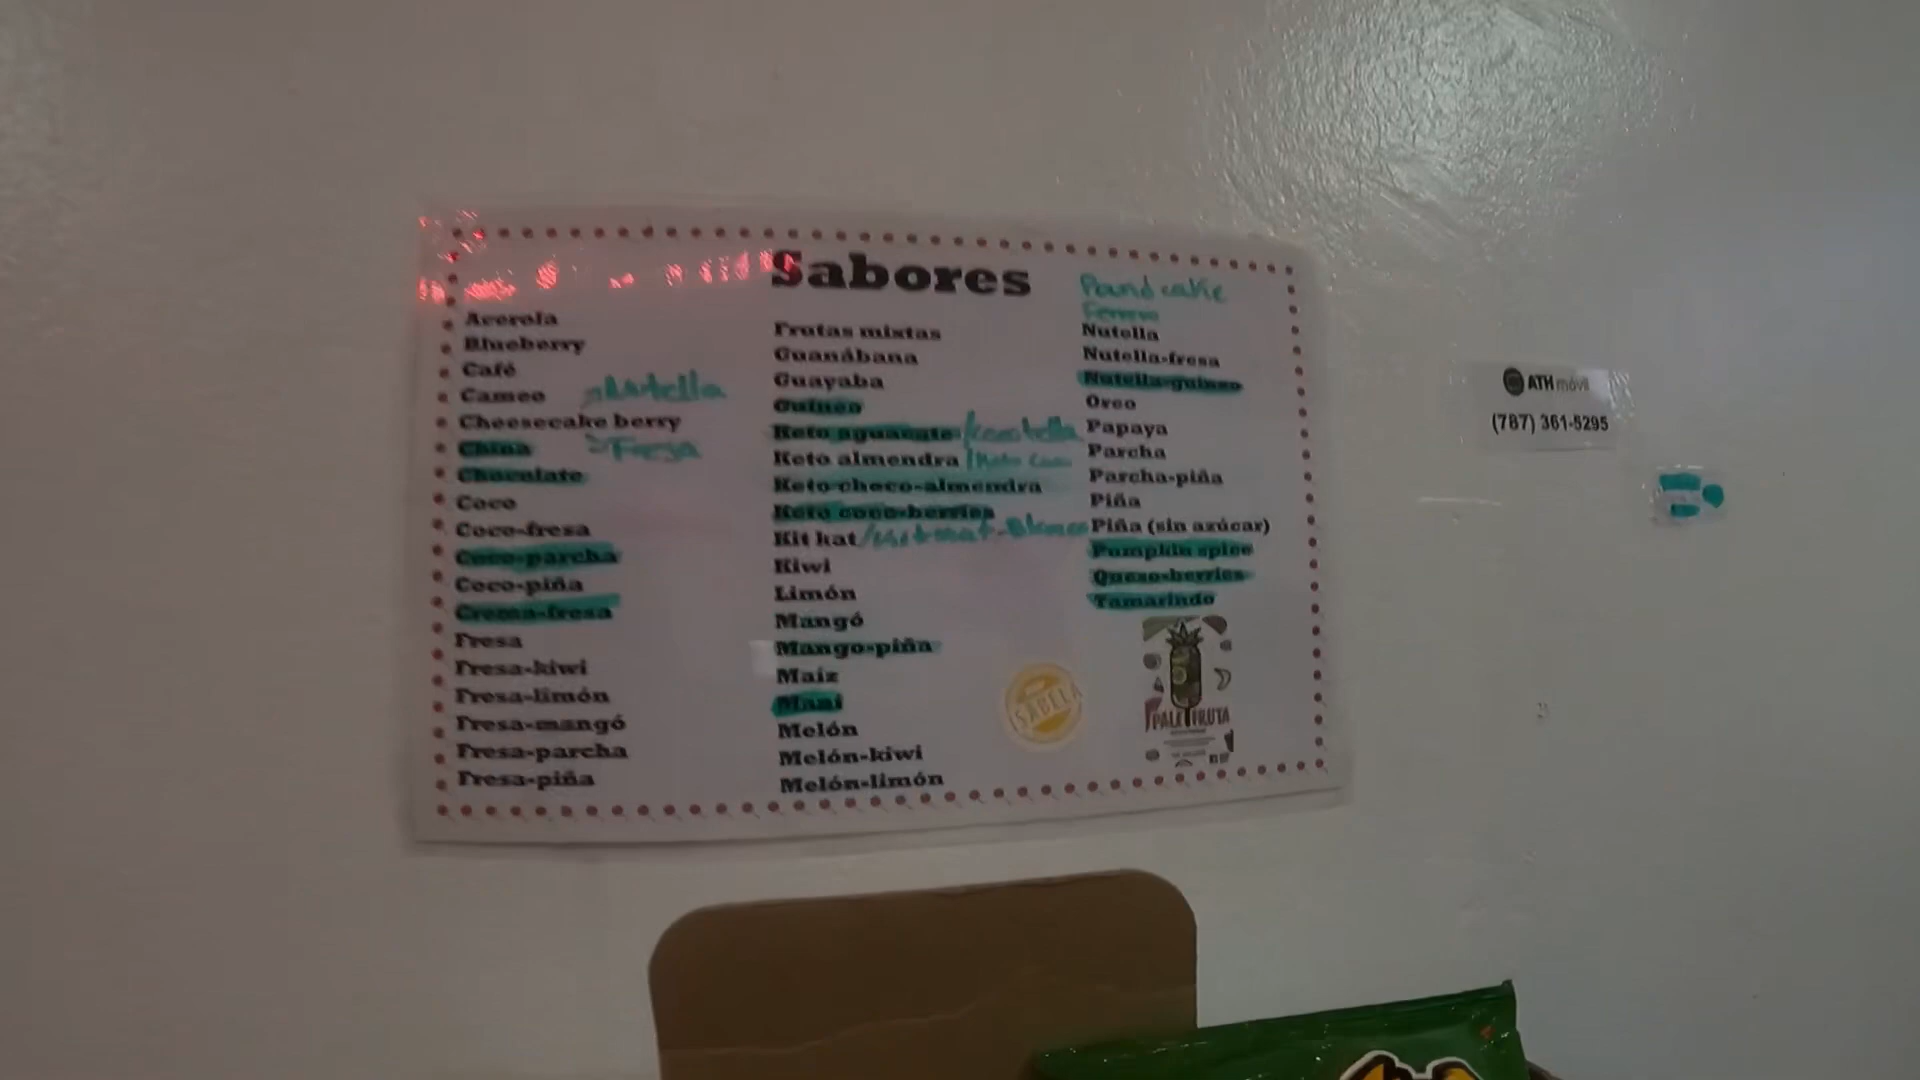 Sabores
Acerola
Blueberry
Café
Cameo
Nutella
Cheesecake berry
China
Fresa
Chocolate
Coco
Coco-fresa
Coco-parcha
Coco-piña
Crema-fresa
Fresa
Fresa-kiwi
Fresa-limón
Fresa-mangó
Fresa-parcha
Fresa-piña
Frutas mixtas
Guanábana
Guayaba
Guineo
Keto aguacate
Keto almendra
Keto choco-almendra
Keto coco-berries
Kit kat
Kiwi
Limón
Mangó
Mango-piña
Maíz
Maní
Melón
Melón-kiwi
Melón-limón
Pound cake
Ferrero
Nutella
Nutella-fresa
Nutella-guineo
Oreo
Papaya
Parcha
Parcha-piña
Piña
Piña (sin azúcar)
Pumpkin spice
Queso-berries
Tamarindo
ISABELA
PALETFRUTA
ATH móvil
(787) 361-5295